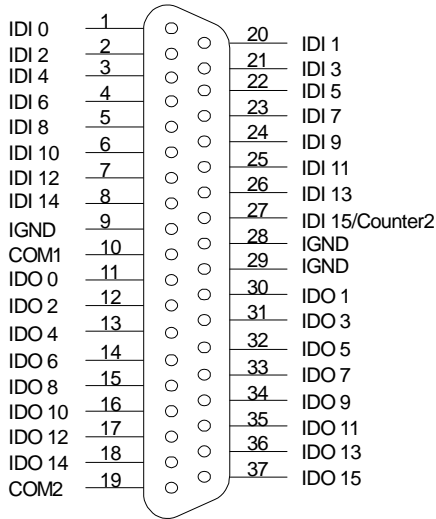 IDI 0 1
20 IDI 1
IDI 2 2
21 IDI 3
IDI 4 3
22 IDI 5
IDI 6 4
23 IDI 7
IDI 8 5
24 IDI 9
IDI 10 6
25 IDI 11
IDI 12 7
26 IDI 13
IDI 14 8
27 IDI 15/Counter2
IGND 9
28 IGND
COM1 10
29 IGND
IDO 0 11
30 IDO 1
IDO 2 12
31 IDO 3
IDO 4 13
32 IDO 5
IDO 6 14
33 IDO 7
IDO 8 15
34 IDO 9
IDO 10 16
35 IDO 11
IDO 12 17
36 IDO 13
IDO 14 18
37 IDO 15
COM2 19